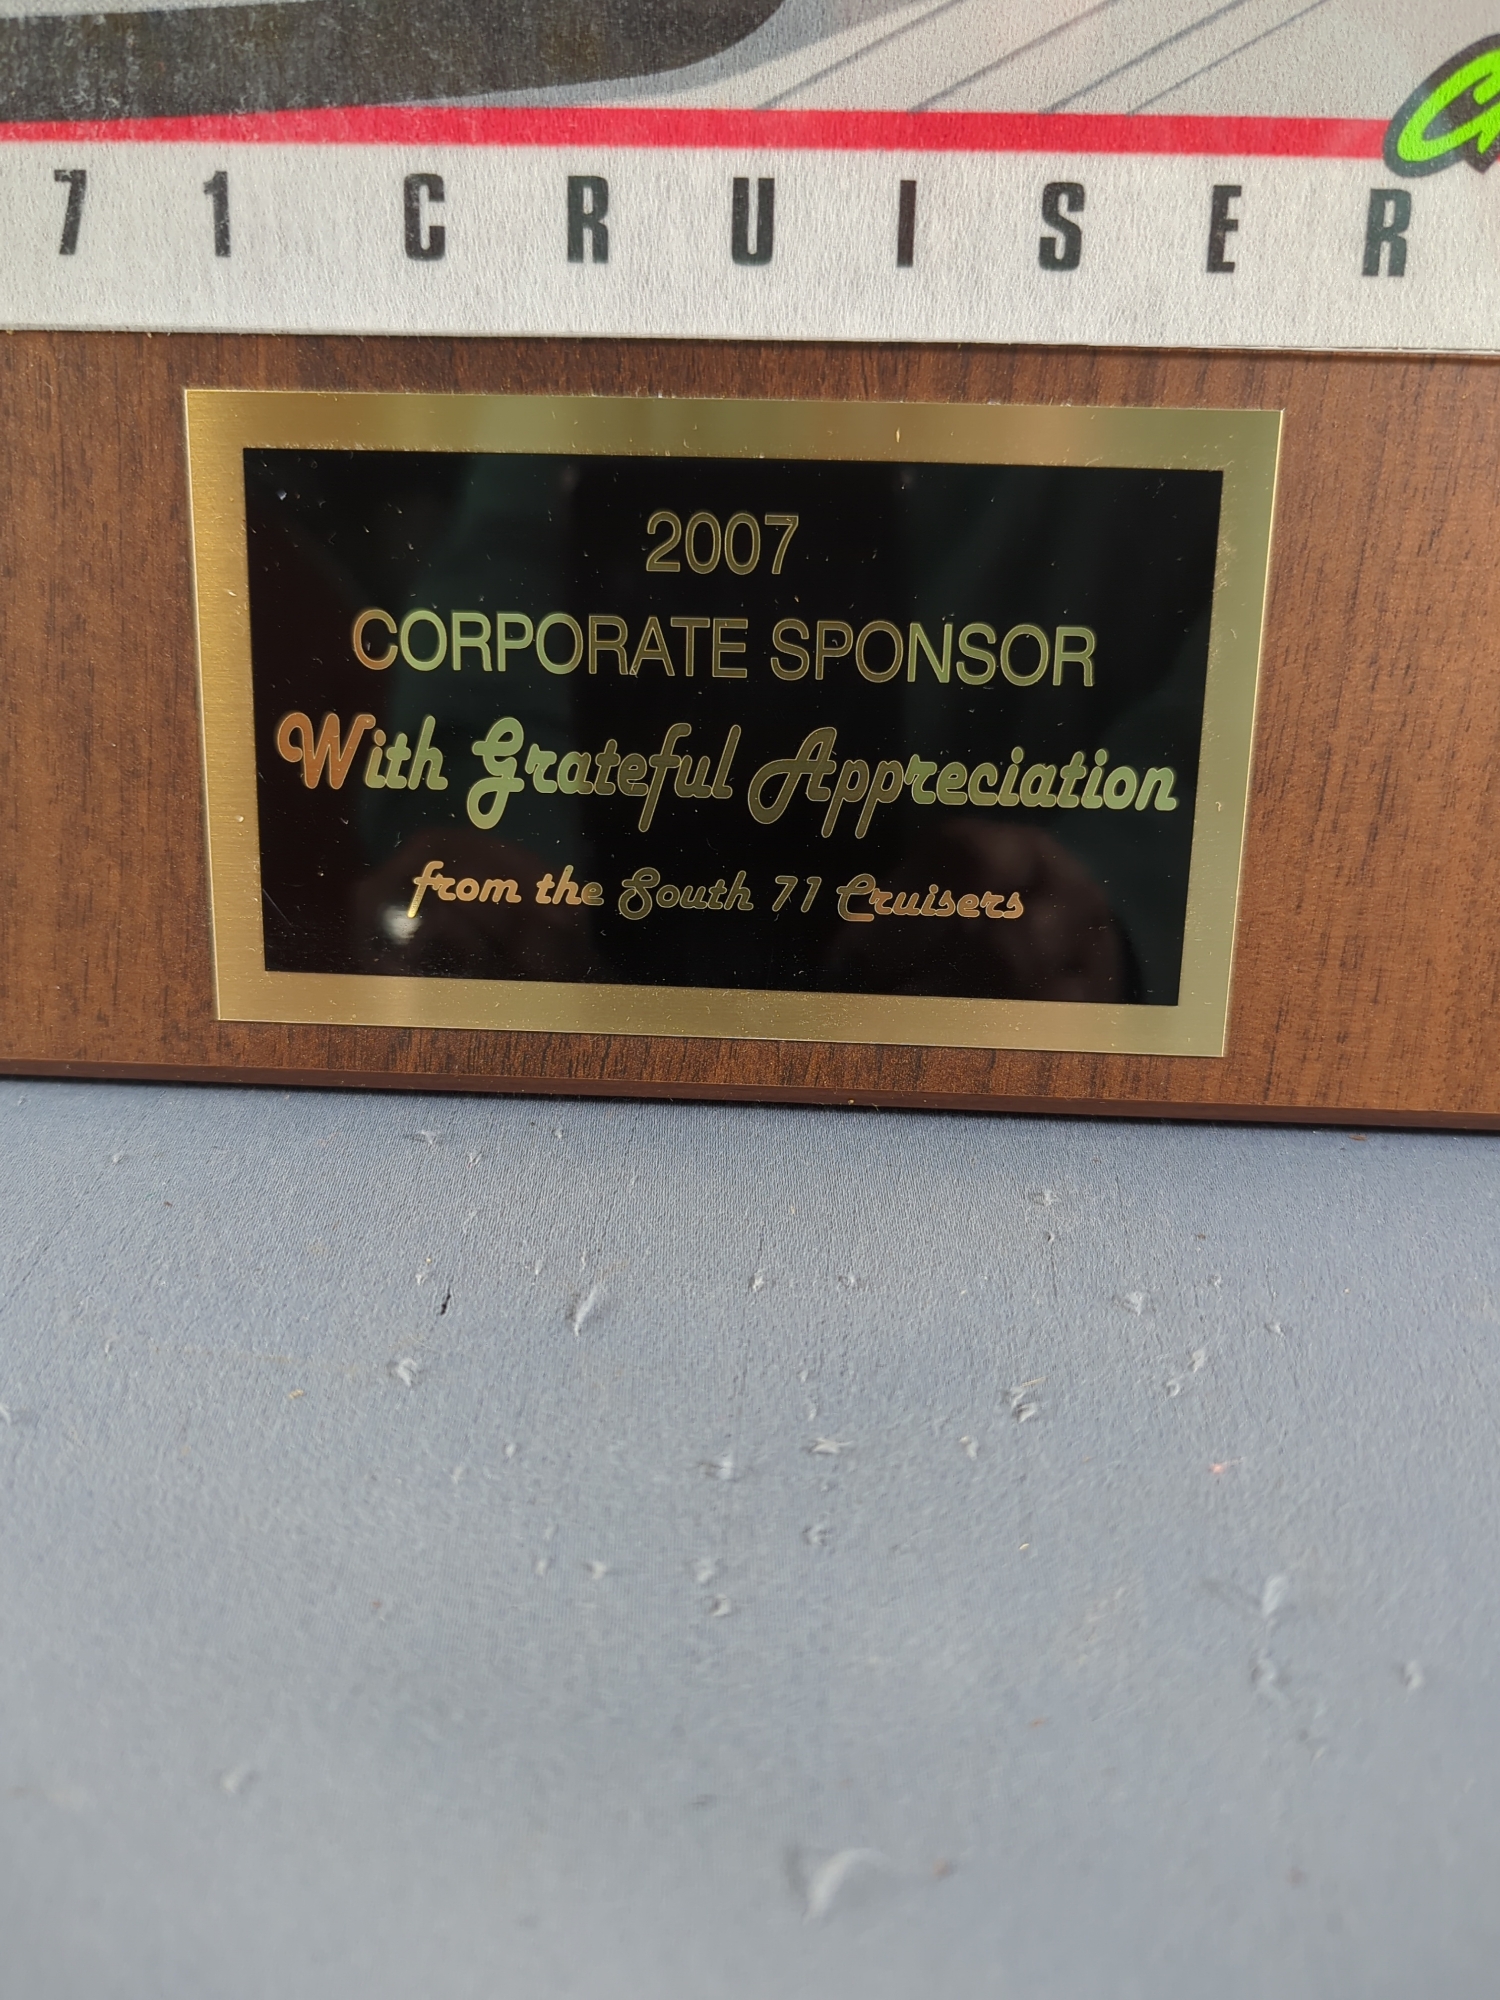 71 CRUISER
2007
CORPORATE SPONSOR
With Grateful Appreciation
from the South 71 Cruisers